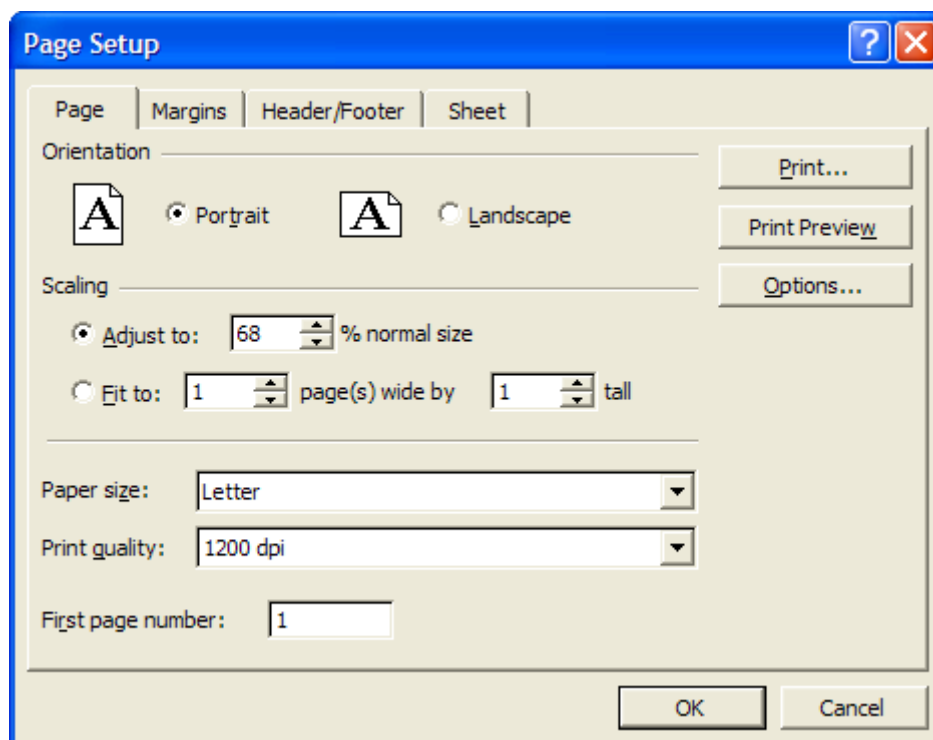 Page Setup
Page Margins Header/Footer Sheet
Orientation
Print...
A Portrait A Landscape
Print Preview
Scaling
Options...
Adjust to: 68 % normal size
Fit to: 1 page(s) wide by 1 tall
Paper size: Letter
Print quality: 1200 dpi
First page number: 1
OK Cancel